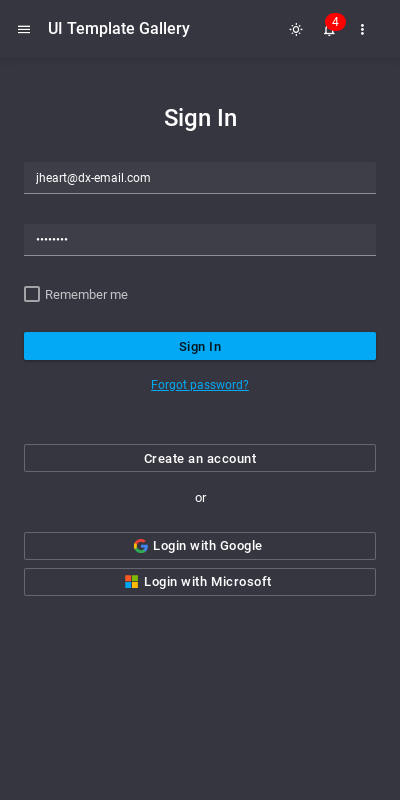 UI Template Gallery
4
Sign In
jheart@dx-email.com
••••••••
Remember me
Sign In
Forgot password?
Create an account
or
Login with Google
Login with Microsoft